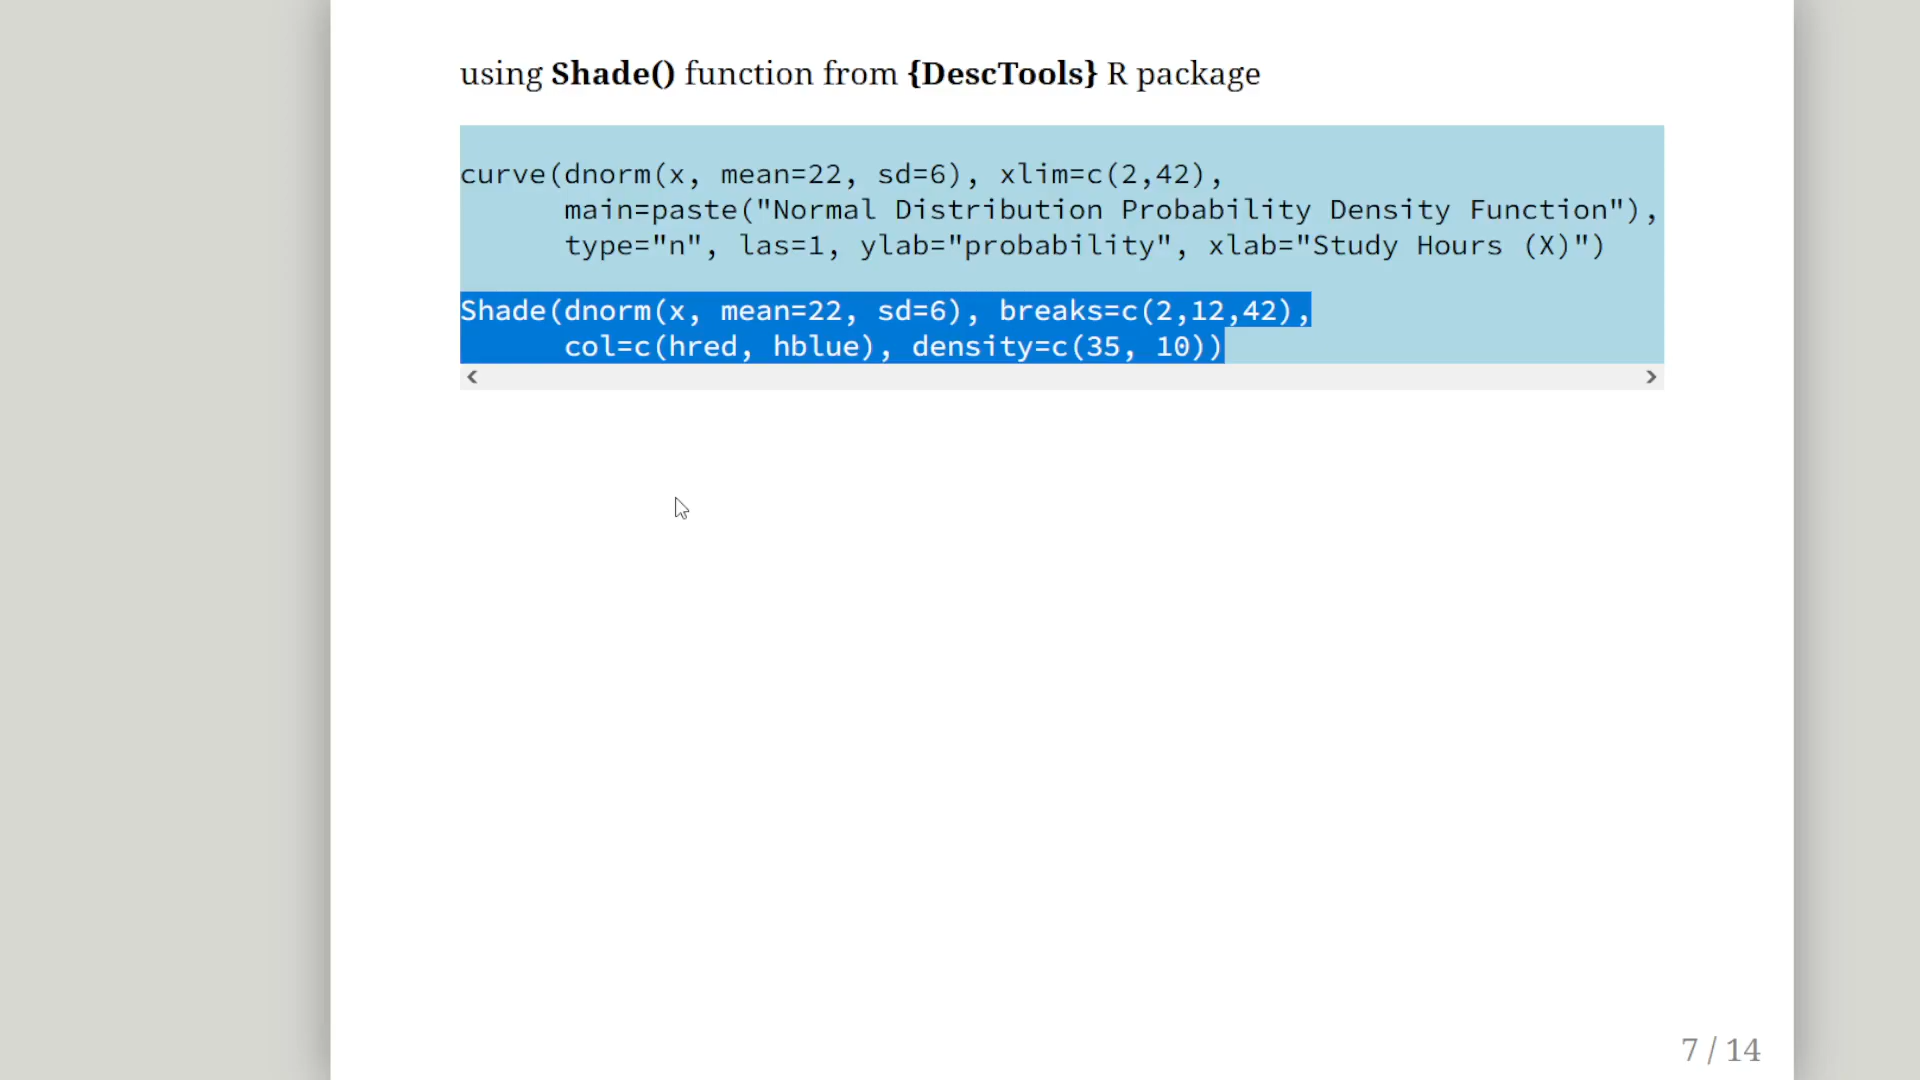 using Shade() function from {DescTools} R package
curve(dnorm(x, mean=22, sd=6), xlim=c(2,42),
main=paste("Normal Distribution Probability Density Function"),
type="n", las=1, ylab="probability", xlab="Study Hours (X)")
Shade(dnorm(x, mean=22, sd=6), breaks=c(2,12,42),
col=c(hred, hblue), density=c(35, 10))
7 / 14